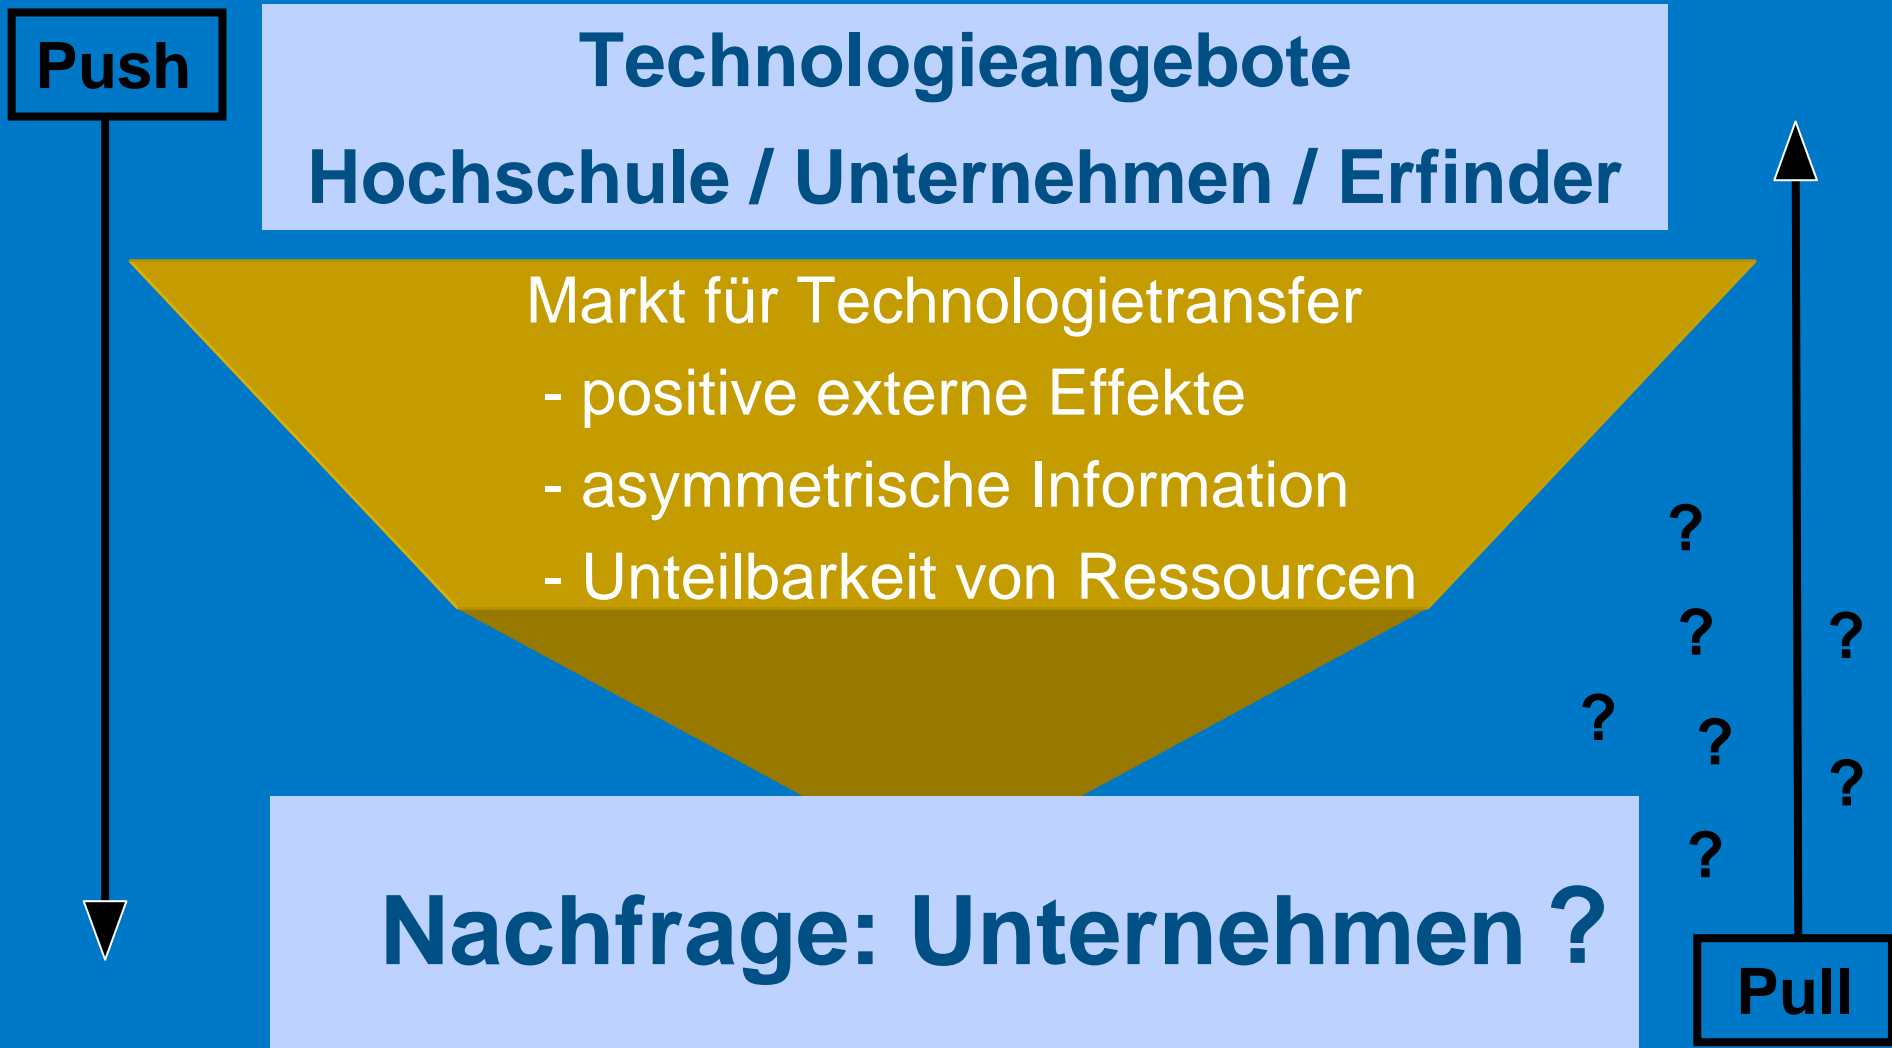 Push
Technologieangebote
Hochschule / Unternehmen / Erfinder
Markt für Technologietransfer
- positive externe Effekte
- asymmetrische Information
- Unteilbarkeit von Ressourcen
?
?
?
?
?
?
?
Nachfrage: Unternehmen ?
Pull